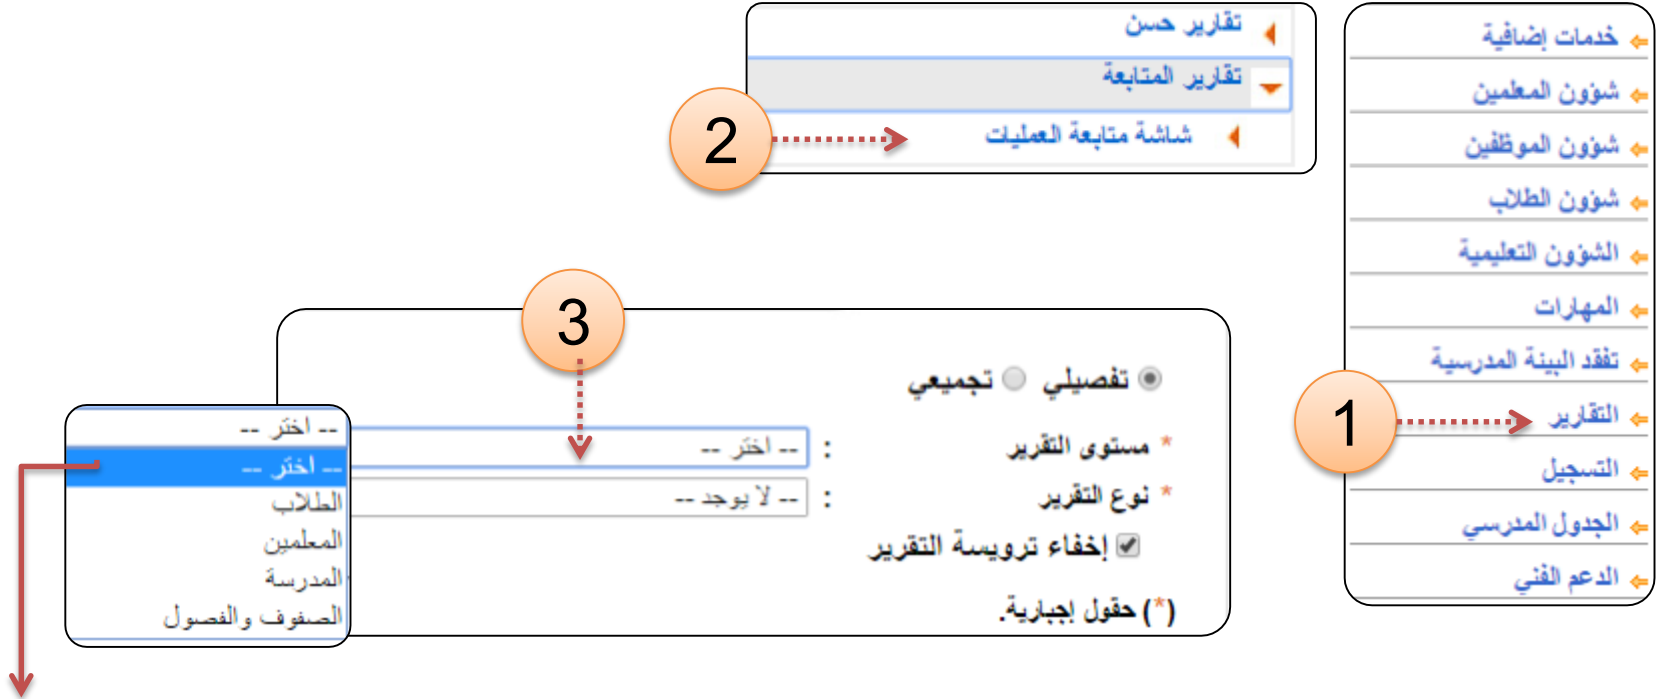 خدمات إضافية
شؤون المعلمين
شؤون الموظفين
شؤون الطلاب
الشؤون التعليمية
المهارات
تفقد البيئة المدرسية
التقارير
التسجيل
الجدول المدرسي
الدعم الفني
1
تقارير حسن
تقارير المتابعة
شاشة متابعة العمليات
2
3
تفصيلي تجميعي
* مستوى التقرير : -- اختر --
* نوع التقرير : -- لا يوجد --
إخفاء ترويسة التقرير
(*) حقول إجبارية.
-- اختر --
-- اختر --
الطلاب
المعلمين
المدرسة
الصفوف والفصول